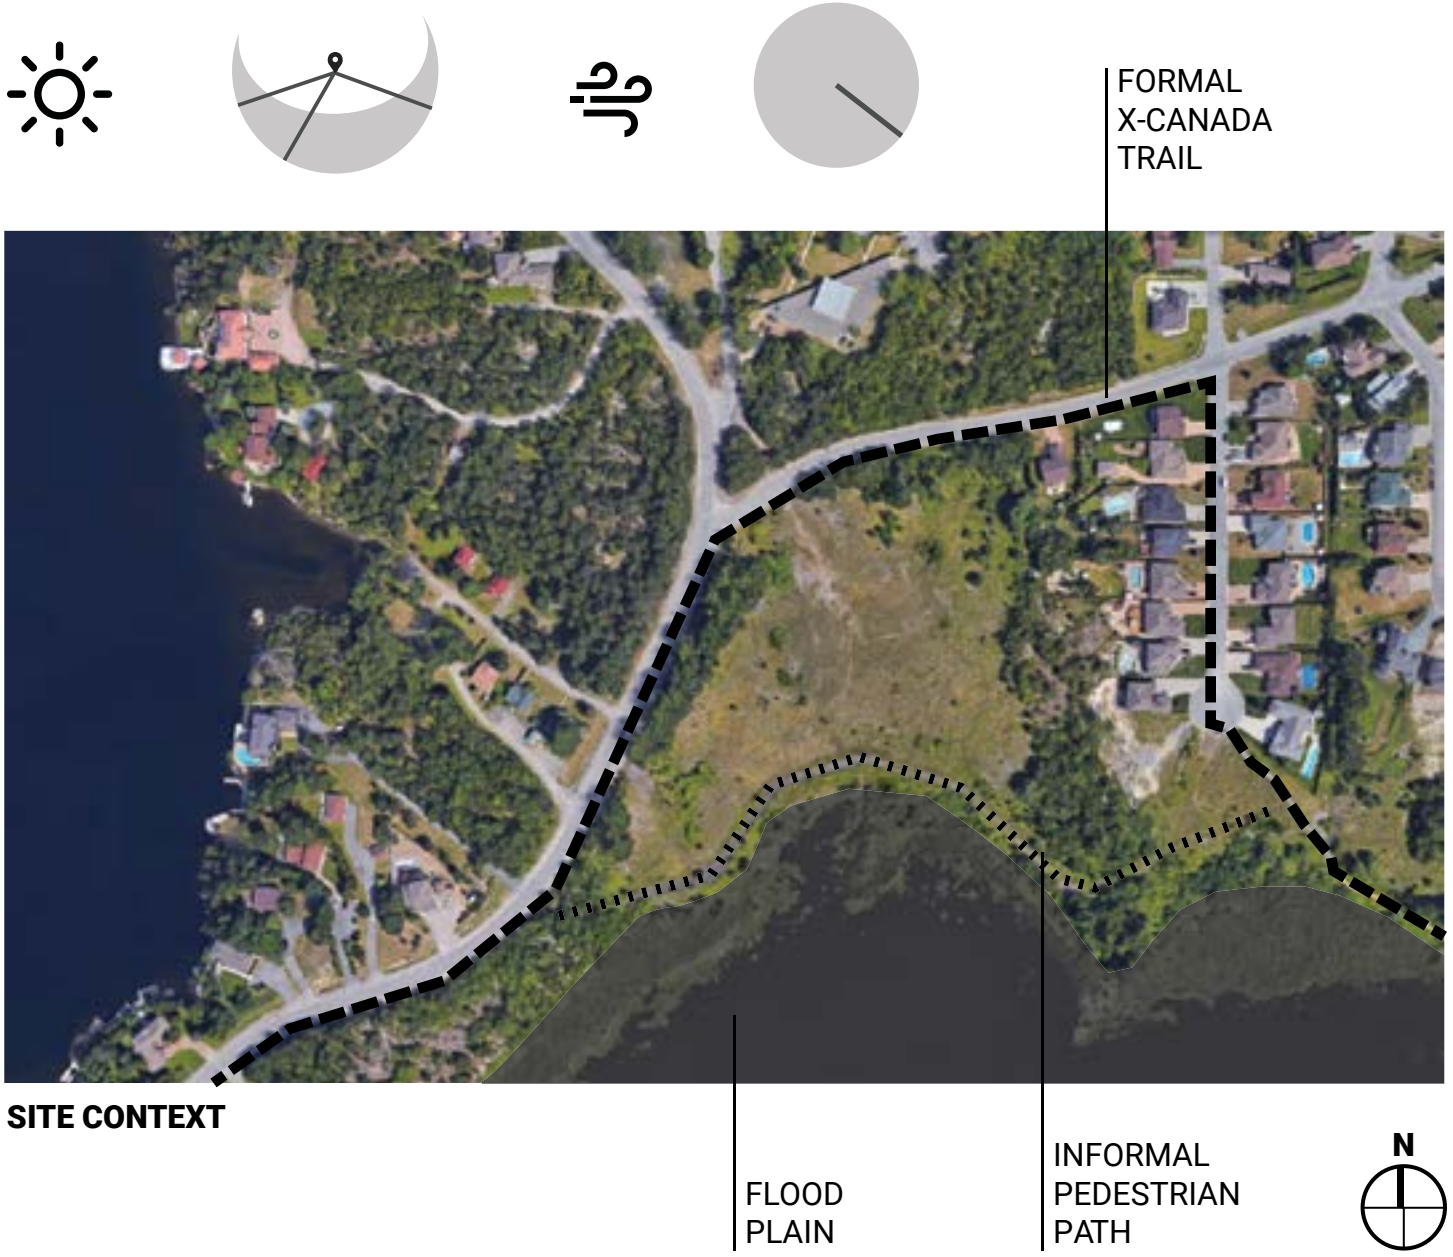 FORMAL
X-CANADA
TRAIL
SITE CONTEXT
FLOOD
PLAIN
INFORMAL
PEDESTRIAN
PATH
N